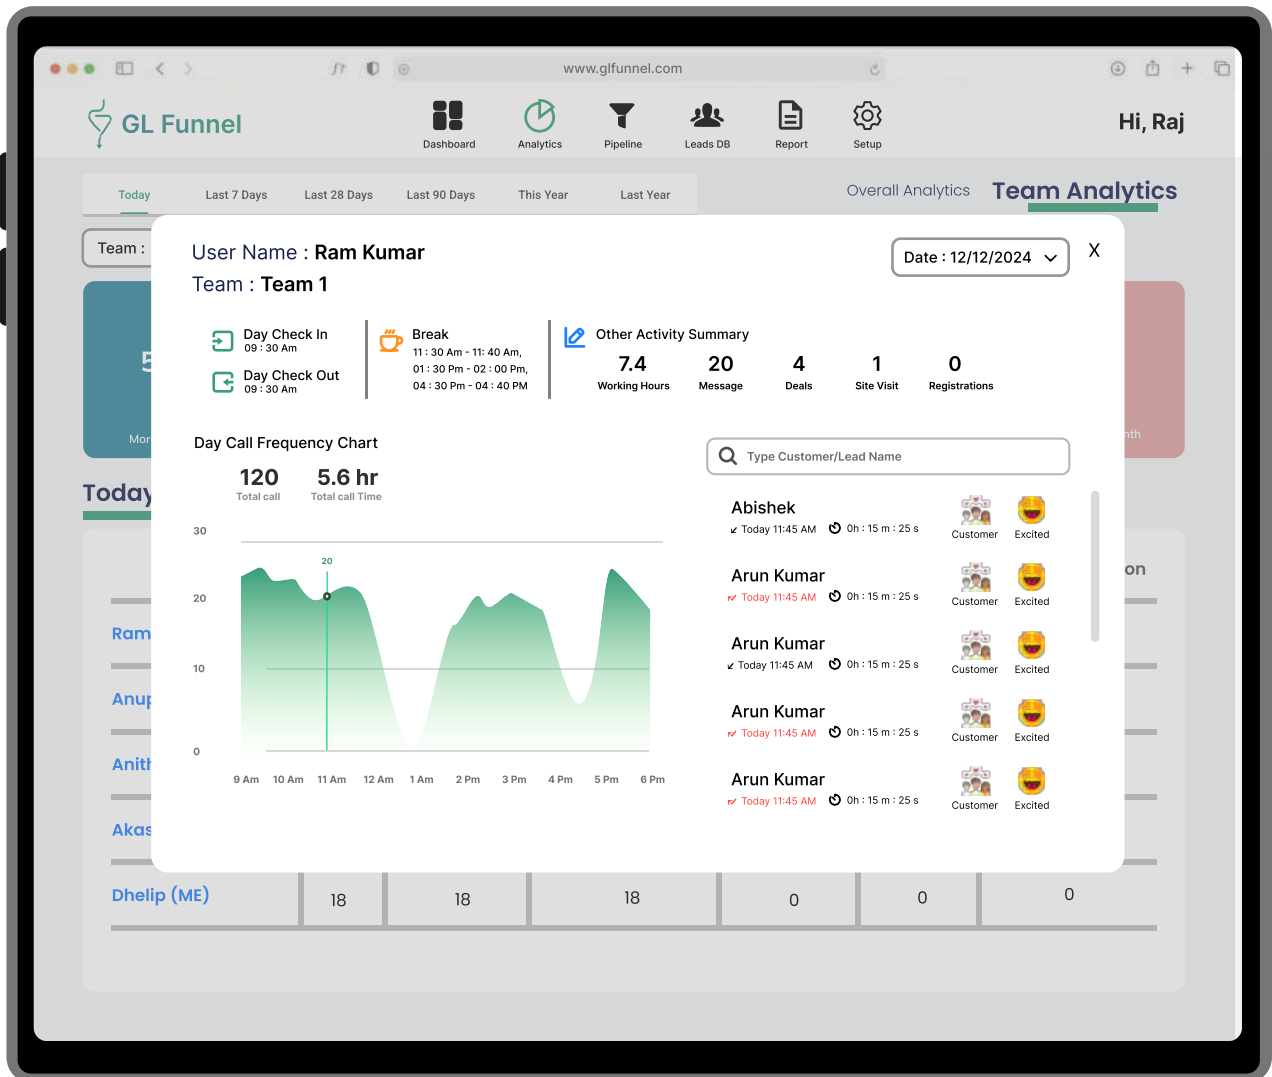 www.glfunnel.com
GL Funnel
Dashboard
Analytics
Pipeline
Leads DB
Report
Setup
Hi, Raj
Today
Last 7 Days
Last 28 Days
Last 90 Days
This Year
Last Year
Overall Analytics
Team Analytics
Team :
User Name : Ram Kumar
Team : Team 1
Date : 12/12/2024
X
Day Check In
09 : 30 Am
Day Check Out
09 : 30 Am
Break
11 : 30 Am - 11: 40 Am,
01 : 30 Pm - 02 : 00 Pm,
04 : 30 Pm - 04 : 40 PM
Other Activity Summary
7.4
Working Hours
20
Message
4
Deals
1
Site Visit
0
Registrations
5
Mor
nth
Day Call Frequency Chart
120
Total call
5.6 hr
Total call Time
30
20
10
0
20
9 Am
10 Am
11 Am
12 Am
1 Am
2 Pm
3 Pm
4 Pm
5 Pm
6 Pm
Type Customer/Lead Name
Abishek
Today 11:45 AM
0h : 15 m : 25 s
Customer
Excited
Arun Kumar
Today 11:45 AM
0h : 15 m : 25 s
Customer
Excited
Arun Kumar
Today 11:45 AM
0h : 15 m : 25 s
Customer
Excited
Arun Kumar
Today 11:45 AM
0h : 15 m : 25 s
Customer
Excited
Arun Kumar
Today 11:45 AM
0h : 15 m : 25 s
Customer
Excited
Today
on
Ram
Anup
Anith
Akas
Dhelip (ME)
18
18
18
0
0
0